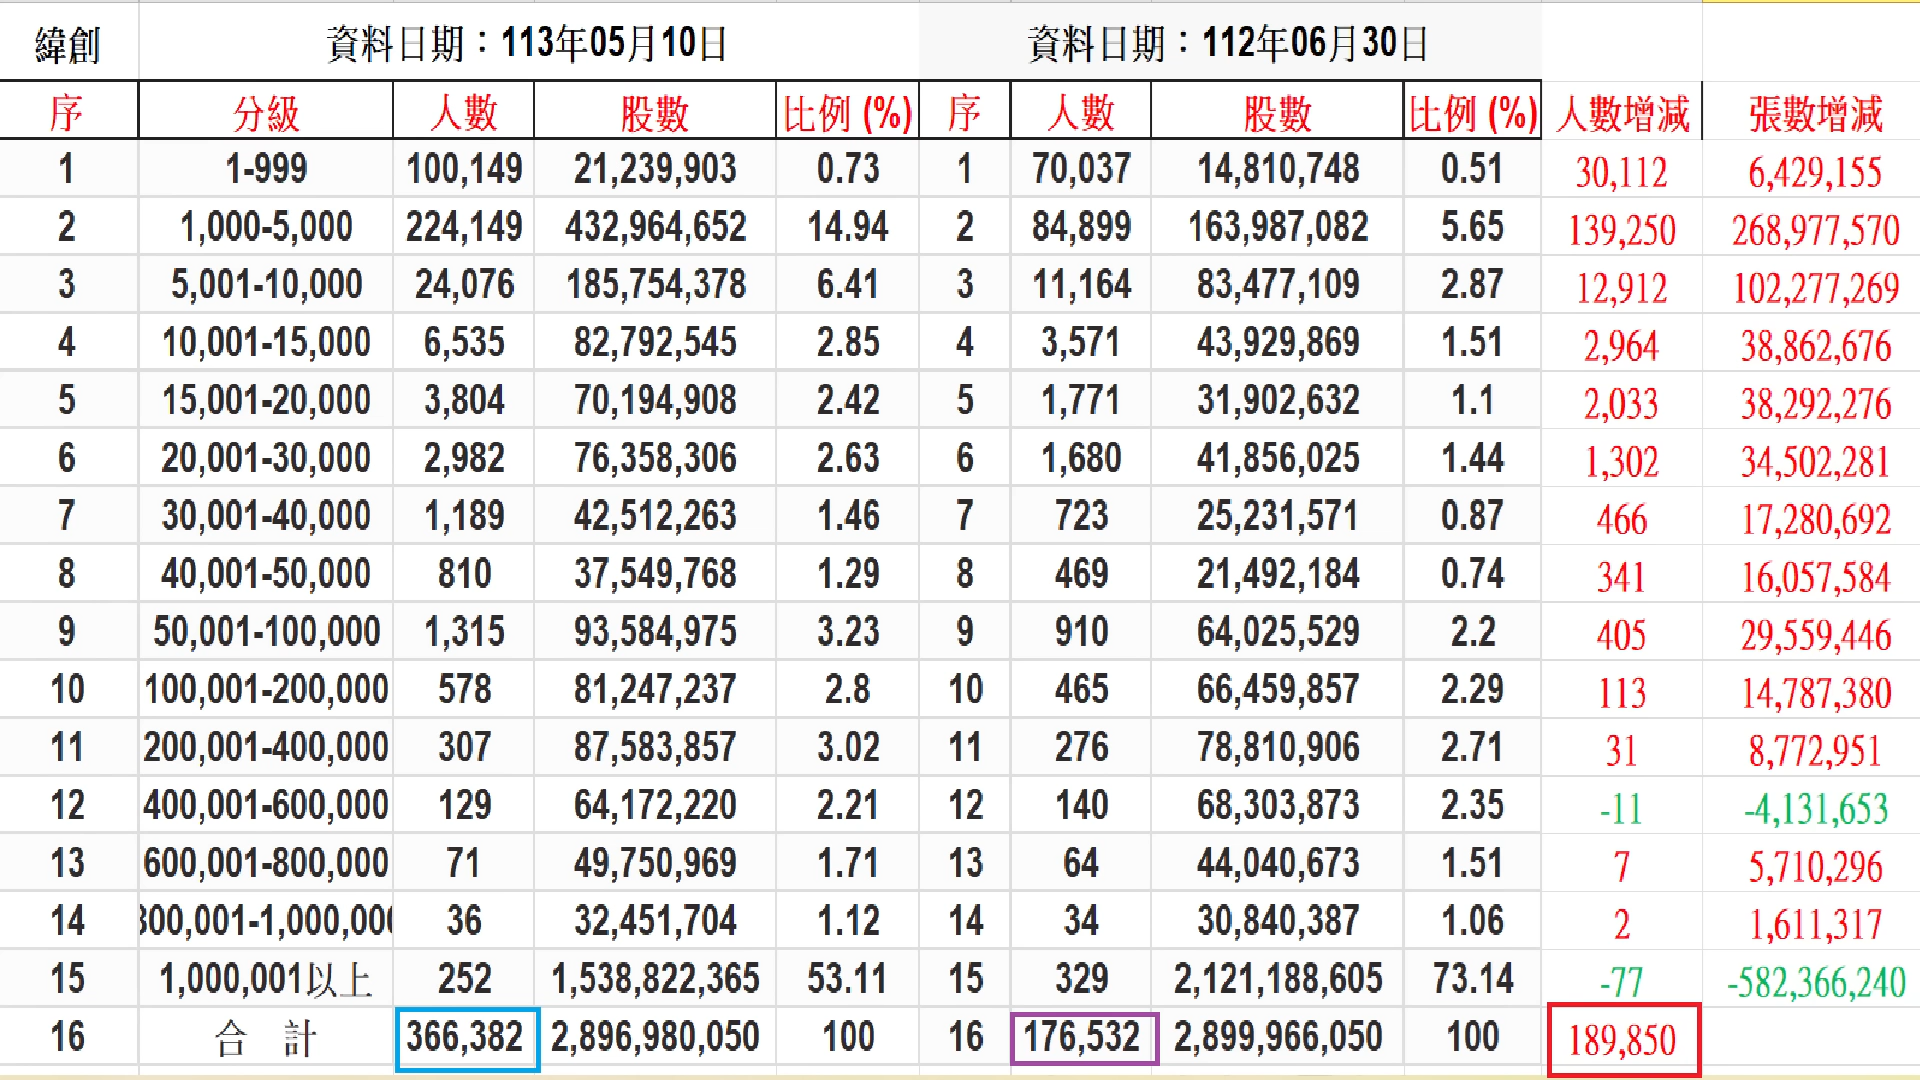 緯創 資料日期：113年05月10日 資料日期：112年06月30日
序 分級 人數 股數 比例 (%) 序 人數 股數 比例 (%) 人數增減 張數增減
1 1-999 100,149 21,239,903 0.73 1 70,037 14,810,748 0.51 30,112 6,429,155
2 1,000-5,000 224,149 432,964,652 14.94 2 84,899 163,987,082 5.65 139,250 268,977,570
3 5,001-10,000 24,076 185,754,378 6.41 3 11,164 83,477,109 2.87 12,912 102,277,269
4 10,001-15,000 6,535 82,792,545 2.85 4 3,571 43,929,869 1.51 2,964 38,862,676
5 15,001-20,000 3,804 70,194,908 2.42 5 1,771 31,902,632 1.1 2,033 38,292,276
6 20,001-30,000 2,982 76,358,306 2.63 6 1,680 41,856,025 1.44 1,302 34,502,281
7 30,001-40,000 1,189 42,512,263 1.46 7 723 25,231,571 0.87 466 17,280,692
8 40,001-50,000 810 37,549,768 1.29 8 469 21,492,184 0.74 341 16,057,584
9 50,001-100,000 1,315 93,584,975 3.23 9 910 64,025,529 2.2 405 29,559,446
10 100,001-200,000 578 81,247,237 2.8 10 465 66,459,857 2.29 113 14,787,380
11 200,001-400,000 307 87,583,857 3.02 11 276 78,810,906 2.71 31 8,772,951
12 400,001-600,000 129 64,172,220 2.21 12 140 68,303,873 2.35 -11 -4,131,653
13 600,001-800,000 71 49,750,969 1.71 13 64 44,040,673 1.51 7 5,710,296
14 800,001-1,000,000 36 32,451,704 1.12 14 34 30,840,387 1.06 2 1,611,317
15 1,000,001以上 252 1,538,822,365 53.11 15 329 2,121,188,605 73.14 -77 -582,366,240
16 合 計 366,382 2,896,980,050 100 16 176,532 2,899,966,050 100 189,850